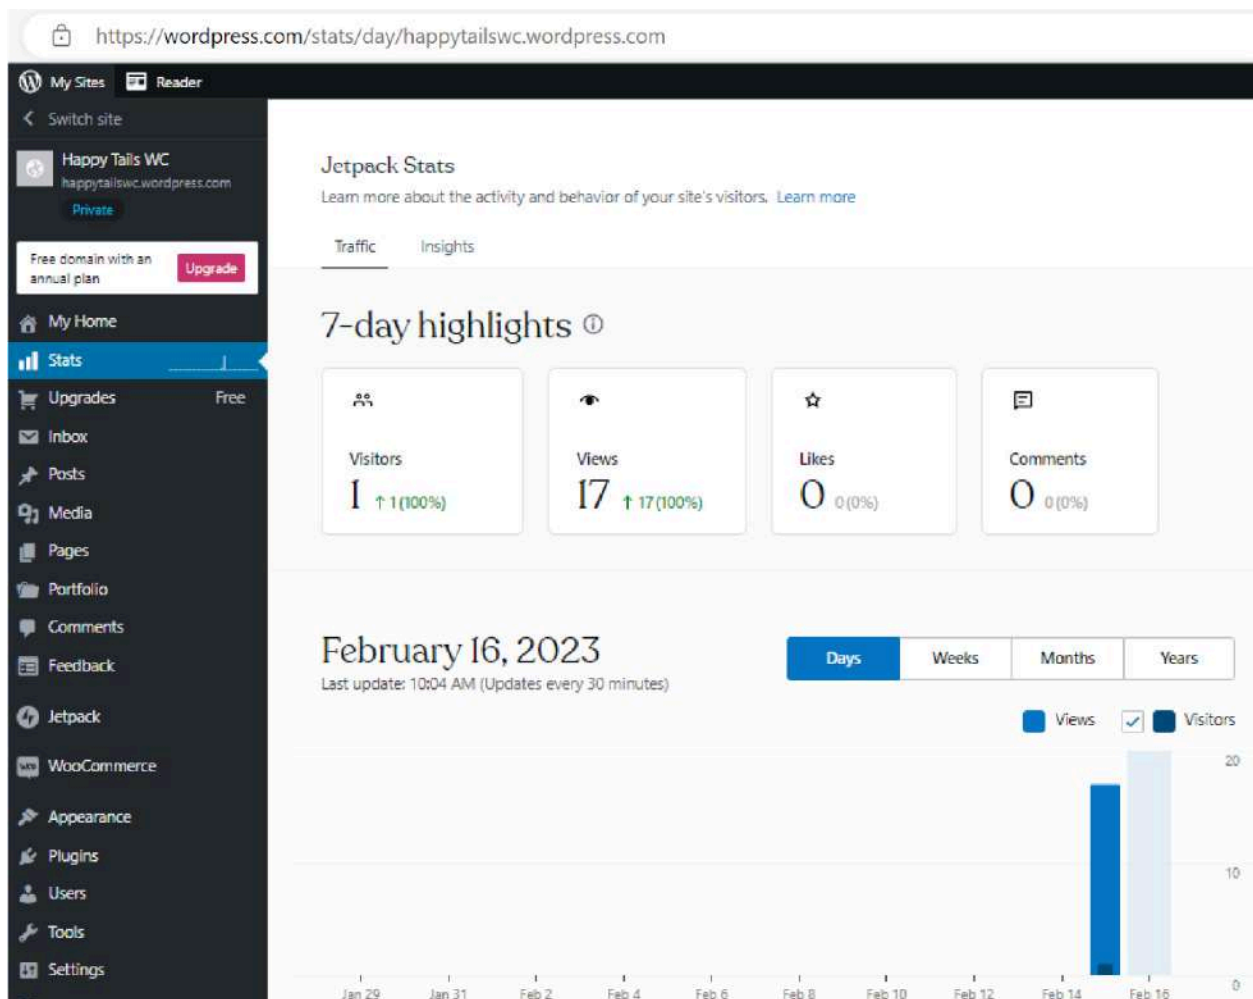 https://wordpress.com/stats/day/happytailswc.wordpress.com
My Sites Reader
Switch site
Happy Tails WC
happytailswc.wordpress.com
Private
Free domain with an
annual plan
Upgrade
My Home
Stats
Upgrades Free
Inbox
Posts
Media
Pages
Portfolio
Comments
Feedback
Jetpack
WooCommerce
Appearance
Plugins
Users
Tools
Settings
Jetpack Stats
Learn more about the activity and behavior of your site's visitors. Learn more
Traffic Insights
7-day highlights
Visitors
1 ↑ 1 (100%)
Views
17 ↑ 17 (100%)
Likes
0 0 (0%)
Comments
0 0 (0%)
February 16, 2023
Last update: 10:04 AM (Updates every 30 minutes)
Days Weeks Months Years
Views Visitors
20
10
0
Jan 29 Jan 31 Feb 2 Feb 4 Feb 6 Feb 8 Feb 10 Feb 12 Feb 14 Feb 16